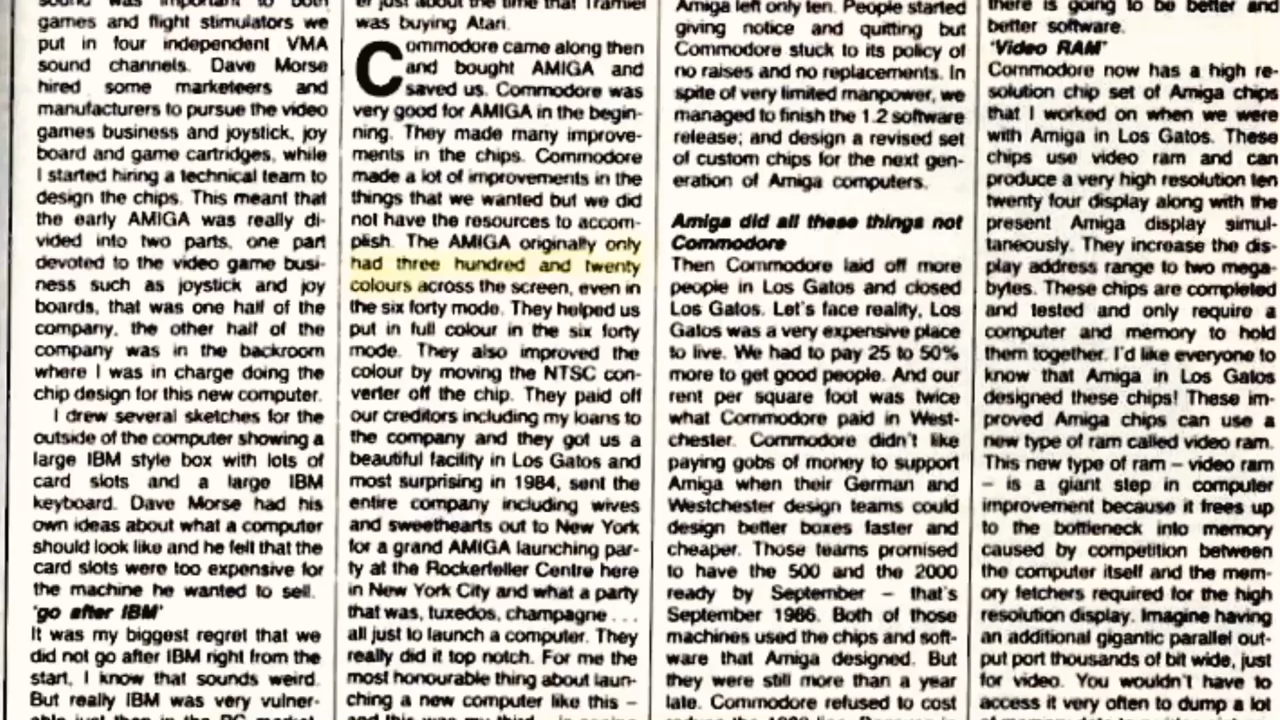 sound was important to both
games and flight stimulators we
put in four independent VMA
sound channels. Dave Morse
hired some marketeers and
manufacturers to pursue the video
games business and joystick, joy
board and game cartridges, while
I started hiring a technical team to
design the chips. This meant that
the early AMIGA was really di-
vided into two parts, one part
devoted to the video game busi-
ness such as joystick and joy
boards, that was one half of the
company, the other half of the
company was in the backroom
where I was in charge doing the
chip design for this new computer.
I drew several sketches for the
outside of the computer showing a
large IBM style box with lots of
card slots and a large IBM
keyboard. Dave Morse had his
own ideas about what a computer
should look like and he felt that the
card slots were too expensive for
the machine he wanted to sell.
'go after IBM'
It was my biggest regret that we
did not go after IBM right from the
start, I know that sounds weird.
But really IBM was very vulner-
able just then in the PC market.
er just about the time that Tramiel
was buying Atari.
Commodore came along then
and bought AMIGA and
saved us. Commodore was
very good for AMIGA in the begin-
ning. They made many improve-
ments in the chips. Commodore
made a lot of improvements in the
things that we wanted but we did
not have the resources to accom-
plish. The AMIGA originally only
had three hundred and twenty
colours across the screen, even in
the six forty mode. They helped us
put in full colour in the six forty
mode. They also improved the
colour by moving the NTSC con-
verter off the chip. They paid off
our creditors including my loans to
the company and they got us a
beautiful facility in Los Gatos and
most surprising in 1984, sent the
entire company including wives
and sweethearts out to New York
for a grand AMIGA launching par-
ty at the Rockerfeller Centre here
in New York City and what a party
that was, tuxedos, champagne . . .
all just to launch a computer. They
really did it top notch. For me the
most honourable thing about laun-
ching a new computer like this –
and this was my third – is seeing
Amiga left only ten. People started
giving notice and quitting but
Commodore stuck to its policy of
no raises and no replacements. In
spite of very limited manpower, we
managed to finish the 1.2 software
release; and design a revised set
of custom chips for the next gen-
eration of Amiga computers.
Amiga did all these things not
Commodore
Then Commodore laid off more
people in Los Gatos and closed
Los Gatos. Let's face reality, Los
Gatos was a very expensive place
to live. We had to pay 25 to 50%
more to get good people. And our
rent per square foot was twice
what Commodore paid in West-
chester. Commodore didn't like
paying gobs of money to support
Amiga when their German and
Westchester design teams could
design better boxes faster and
cheaper. Those teams promised
to have the 500 and the 2000
ready by September – that's
September 1986. Both of those
machines used the chips and soft-
ware that Amiga designed. But
they were still more than a year
late. Commodore refused to cost
reduce the 1000 line.
there is going to be better and
better software.
'Video RAM'
Commodore now has a high re-
solution chip set of Amiga chips
that I worked on when we were
with Amiga in Los Gatos. These
chips use video ram and can
produce a very high resolution ten
twenty four display along with the
present Amiga display simul-
taneously. They increase the dis-
play address range to two mega-
bytes. These chips are completed
and tested and only require a
computer and memory to hold
them together. I'd like everyone to
know that Amiga in Los Gatos
designed these chips! These im-
proved Amiga chips can use a
new type of ram called video ram.
This new type of ram – video ram
– is a giant step in computer
improvement because it frees up
to the bottleneck into memory
caused by competition between
the computer itself and the mem-
ory fetchers required for the high
resolution display. Imagine having
an additional gigantic parallel out-
put port thousands of bit wide, just
for video. You wouldn't have to
access it very often to dump a lot